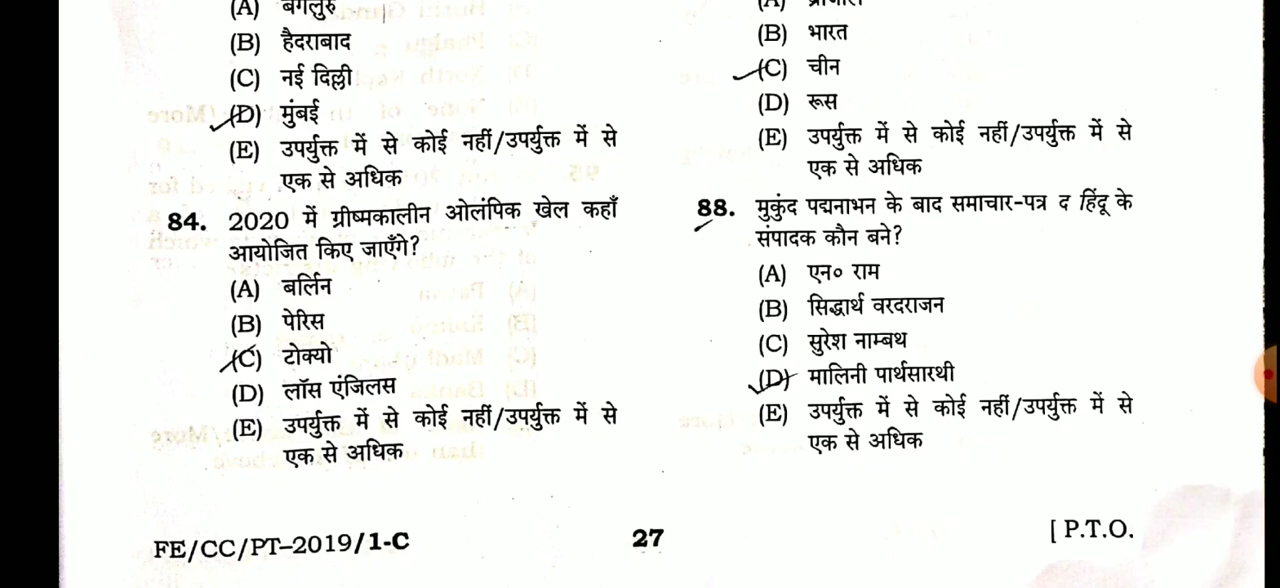 (A) बंगलुरु
(B) हैदराबाद
(C) नई दिल्ली
(D) मुंबई
(E) उपर्युक्त में से कोई नहीं/उपर्युक्त में से
एक से अधिक
84. 2020 में ग्रीष्मकालीन ओलंपिक खेल कहाँ
आयोजित किए जाएँगे?
(A) बर्लिन
(B) पेरिस
(C) टोक्यो
(D) लॉस एंजिलस
(E) उपर्युक्त में से कोई नहीं/उपर्युक्त में से
एक से अधिक
(A)
(B) भारत
(C) चीन
(D) रूस
(E) उपर्युक्त में से कोई नहीं/उपर्युक्त में से
एक से अधिक
88. मुकुंद पद्मनाभन के बाद समाचार-पत्र द हिंदू के
संपादक कौन बने?
(A) एन० राम
(B) सिद्धार्थ वरदराजन
(C) सुरेश नाम्बथ
(D) मालिनी पार्थसारथी
(E) उपर्युक्त में से कोई नहीं/उपर्युक्त में से
एक से अधिक
FE/CC/PT–2019/1-C
27
[ P.T.O.